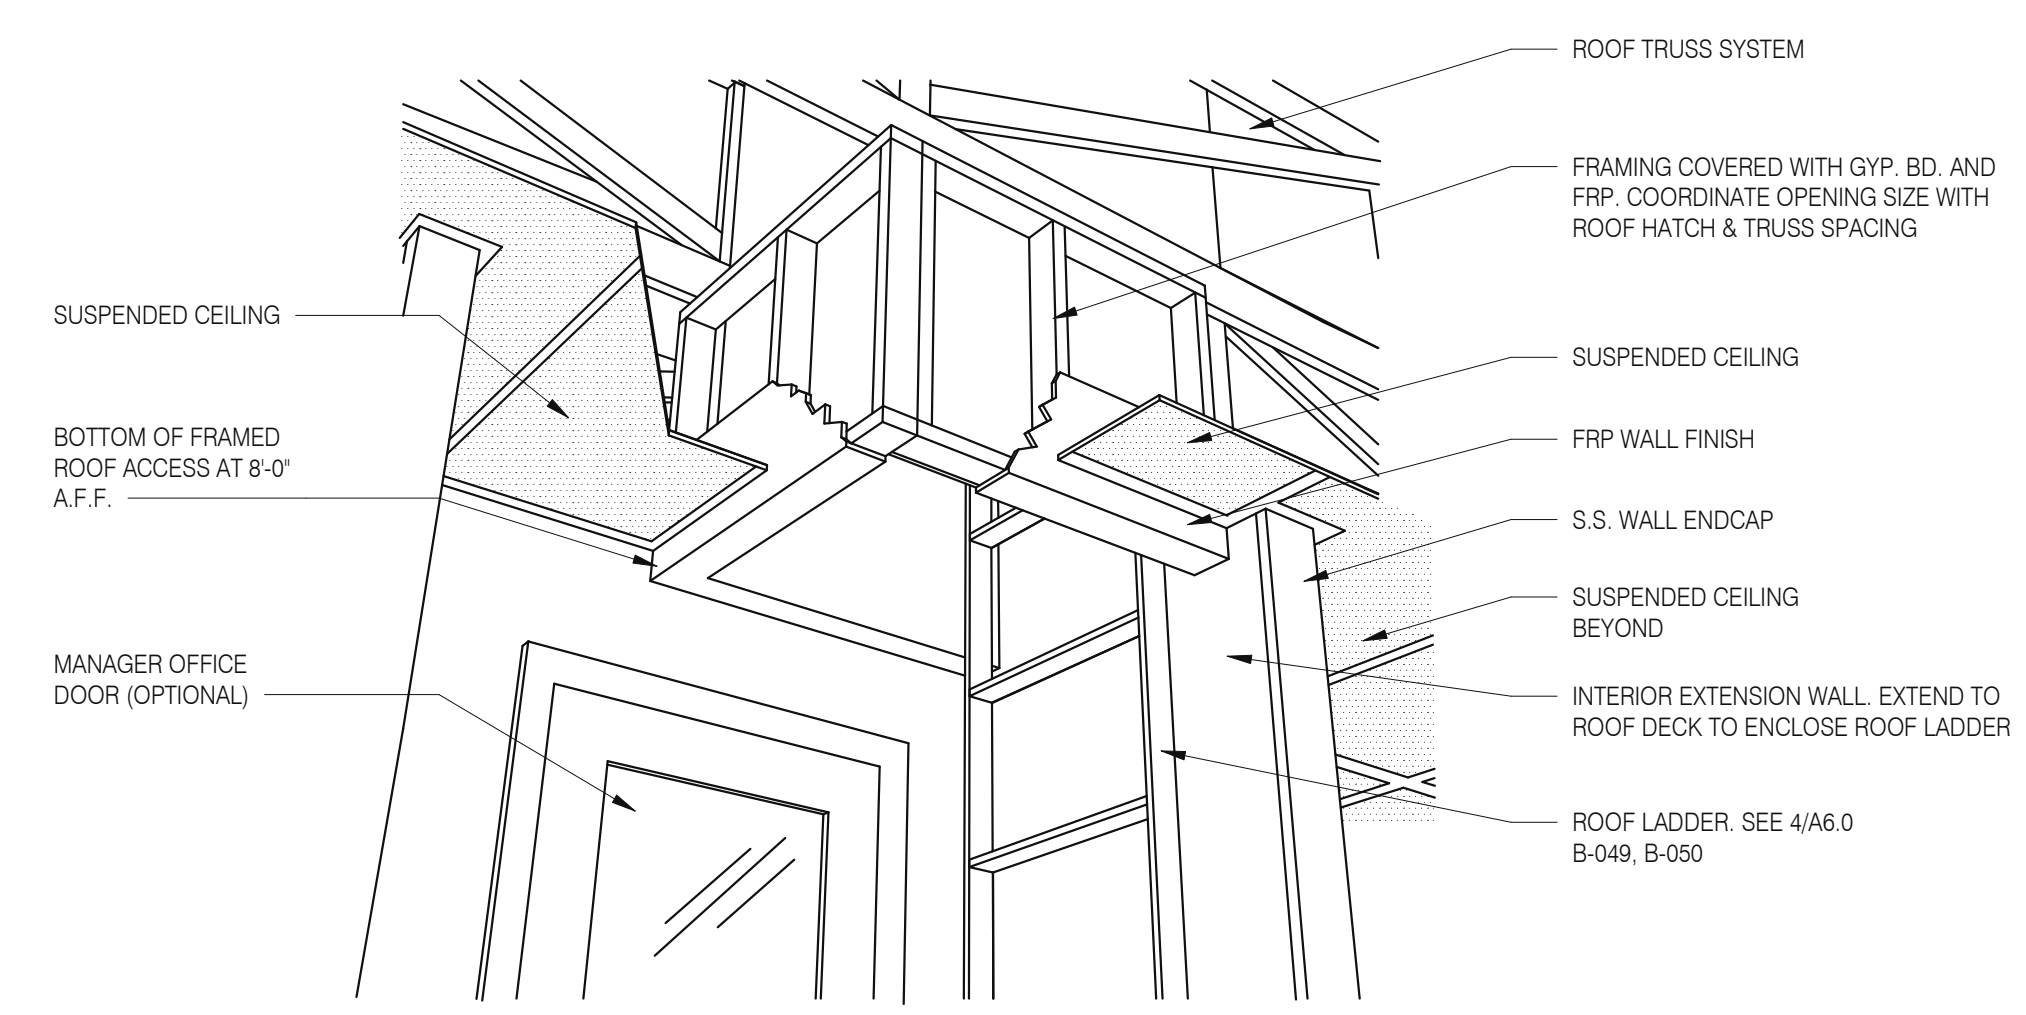 SUSPENDED CEILING
BOTTOM OF FRAMED
ROOF ACCESS AT 8'-0"
A.F.F.
MANAGER OFFICE
DOOR (OPTIONAL)
ROOF TRUSS SYSTEM
FRAMING COVERED WITH GYP. BD. AND
FRP. COORDINATE OPENING SIZE WITH
ROOF HATCH & TRUSS SPACING
SUSPENDED CEILING
FRP WALL FINISH
S.S. WALL ENDCAP
SUSPENDED CEILING
BEYOND
INTERIOR EXTENSION WALL. EXTEND TO
ROOF DECK TO ENCLOSE ROOF LADDER
ROOF LADDER. SEE 4/A6.0
B-049, B-050